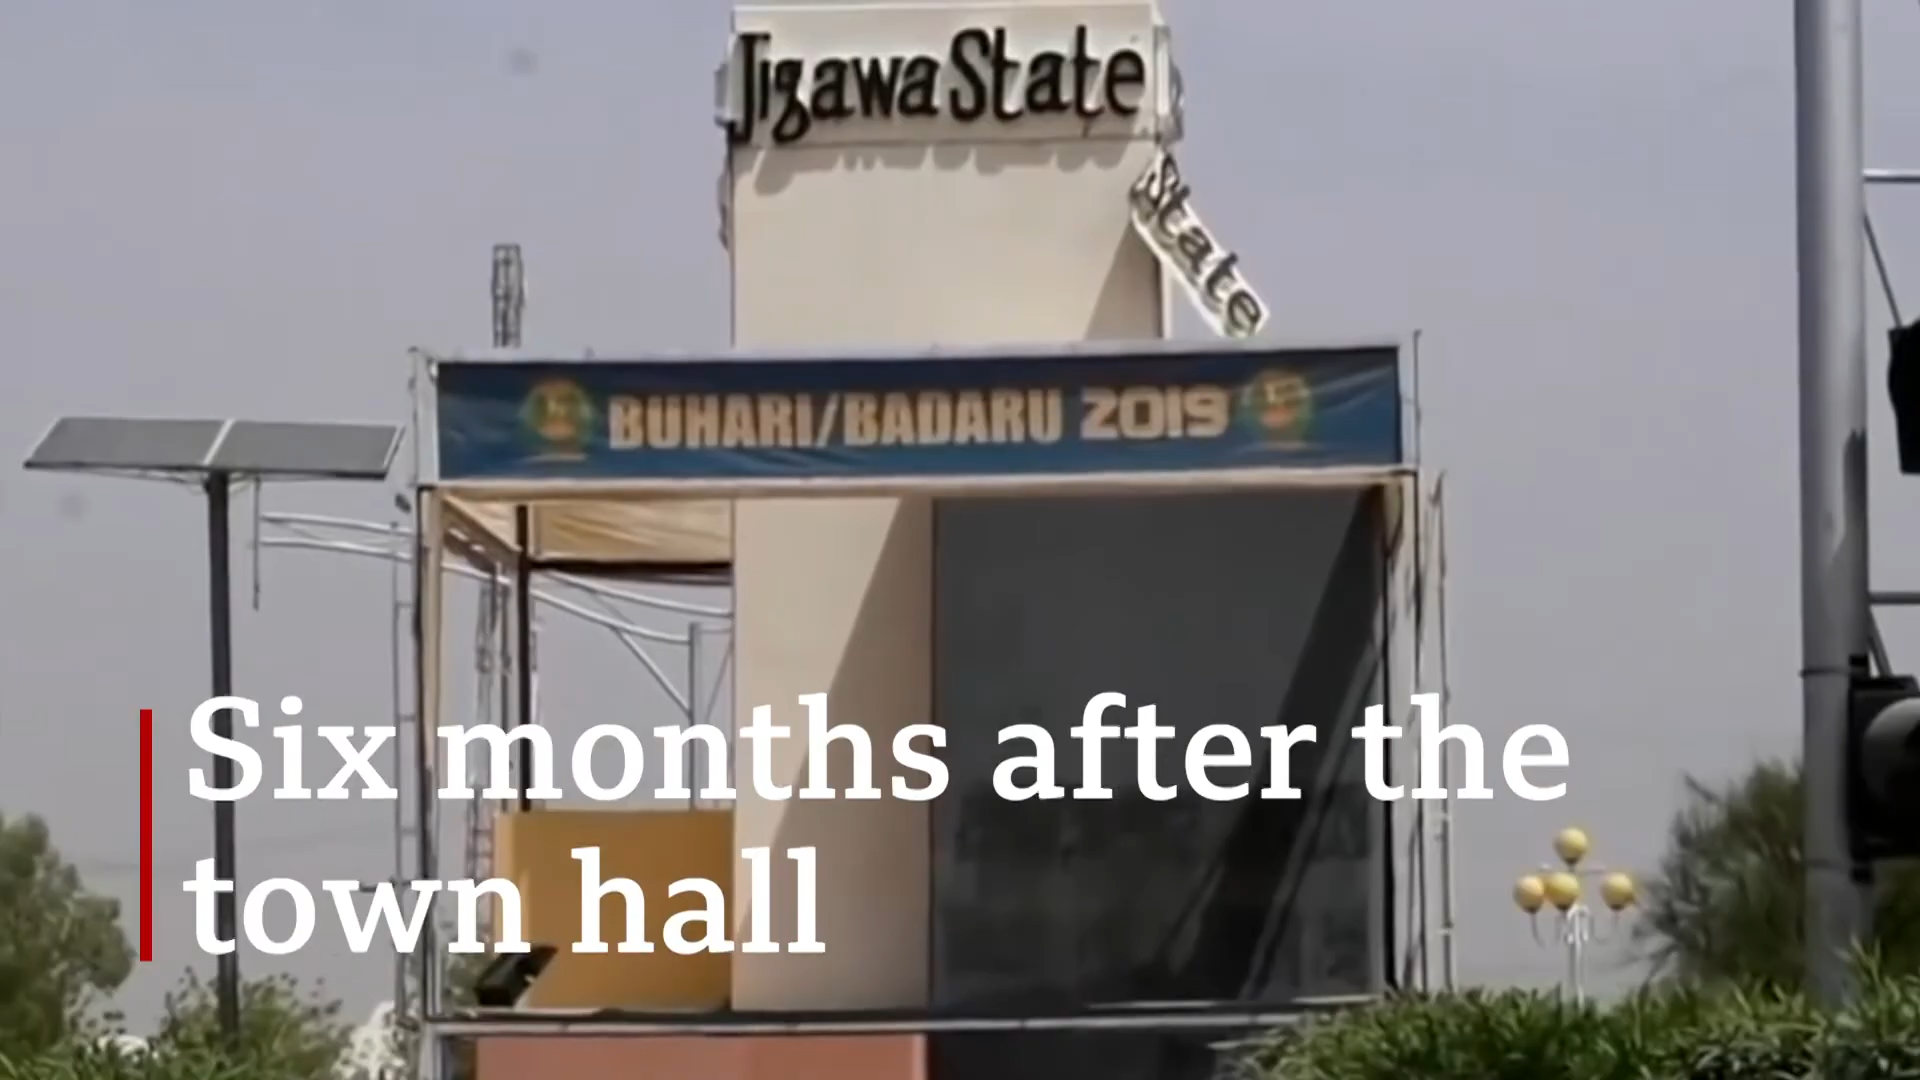 Jigawa State
State
BUHARI/BADARU 2019
Six months after the
town hall